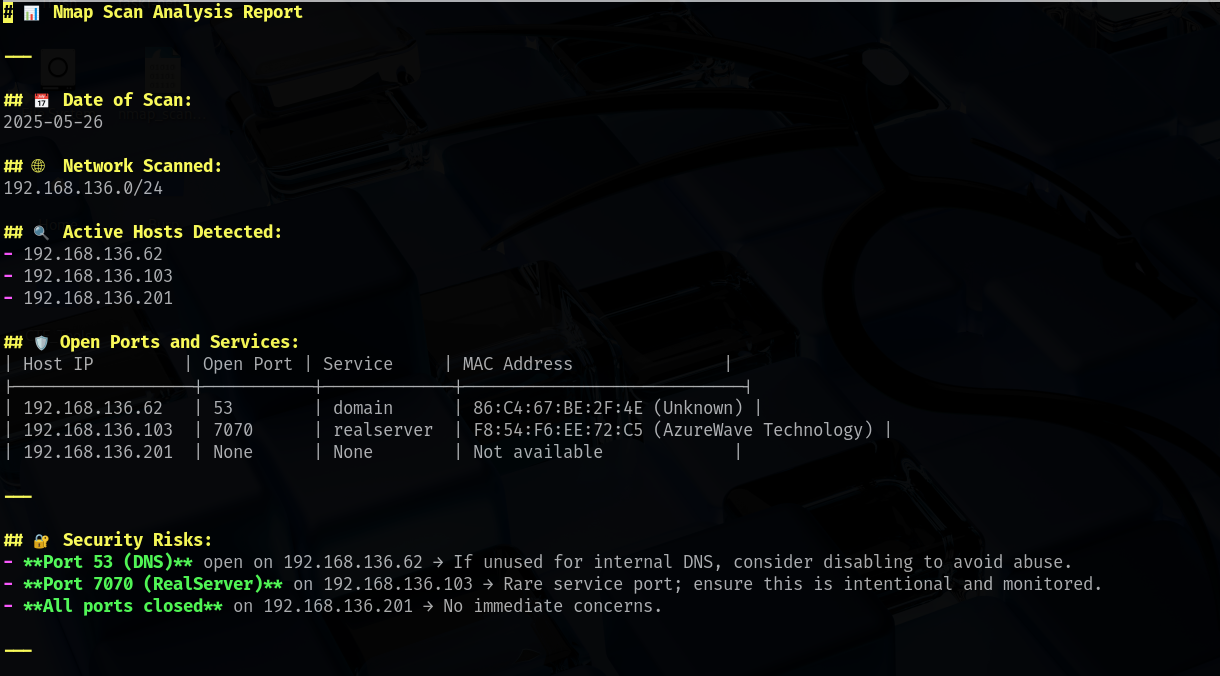 # 📊 Nmap Scan Analysis Report
---
## 📅 Date of Scan:
2025-05-26
## 🌐 Network Scanned:
192.168.136.0/24
## 🔍 Active Hosts Detected:
- 192.168.136.62
- 192.168.136.103
- 192.168.136.201
## 🛡️ Open Ports and Services:
| Host IP         | Open Port | Service     | MAC Address               |
|------------------|-----------|-------------|----------------------------|
| 192.168.136.62   | 53        | domain      | 86:C4:67:BE:2F:4E (Unknown) |
| 192.168.136.103  | 7070      | realserver  | F8:54:F6:EE:72:C5 (AzureWave Technology) |
| 192.168.136.201  | None      | None        | Not available             |
---
## 🔐 Security Risks:
- **Port 53 (DNS)** open on 192.168.136.62 → If unused for internal DNS, consider disabling to avoid abuse.
- **Port 7070 (RealServer)** on 192.168.136.103 → Rare service port; ensure this is intentional and monitored.
- **All ports closed** on 192.168.136.201 → No immediate concerns.
---